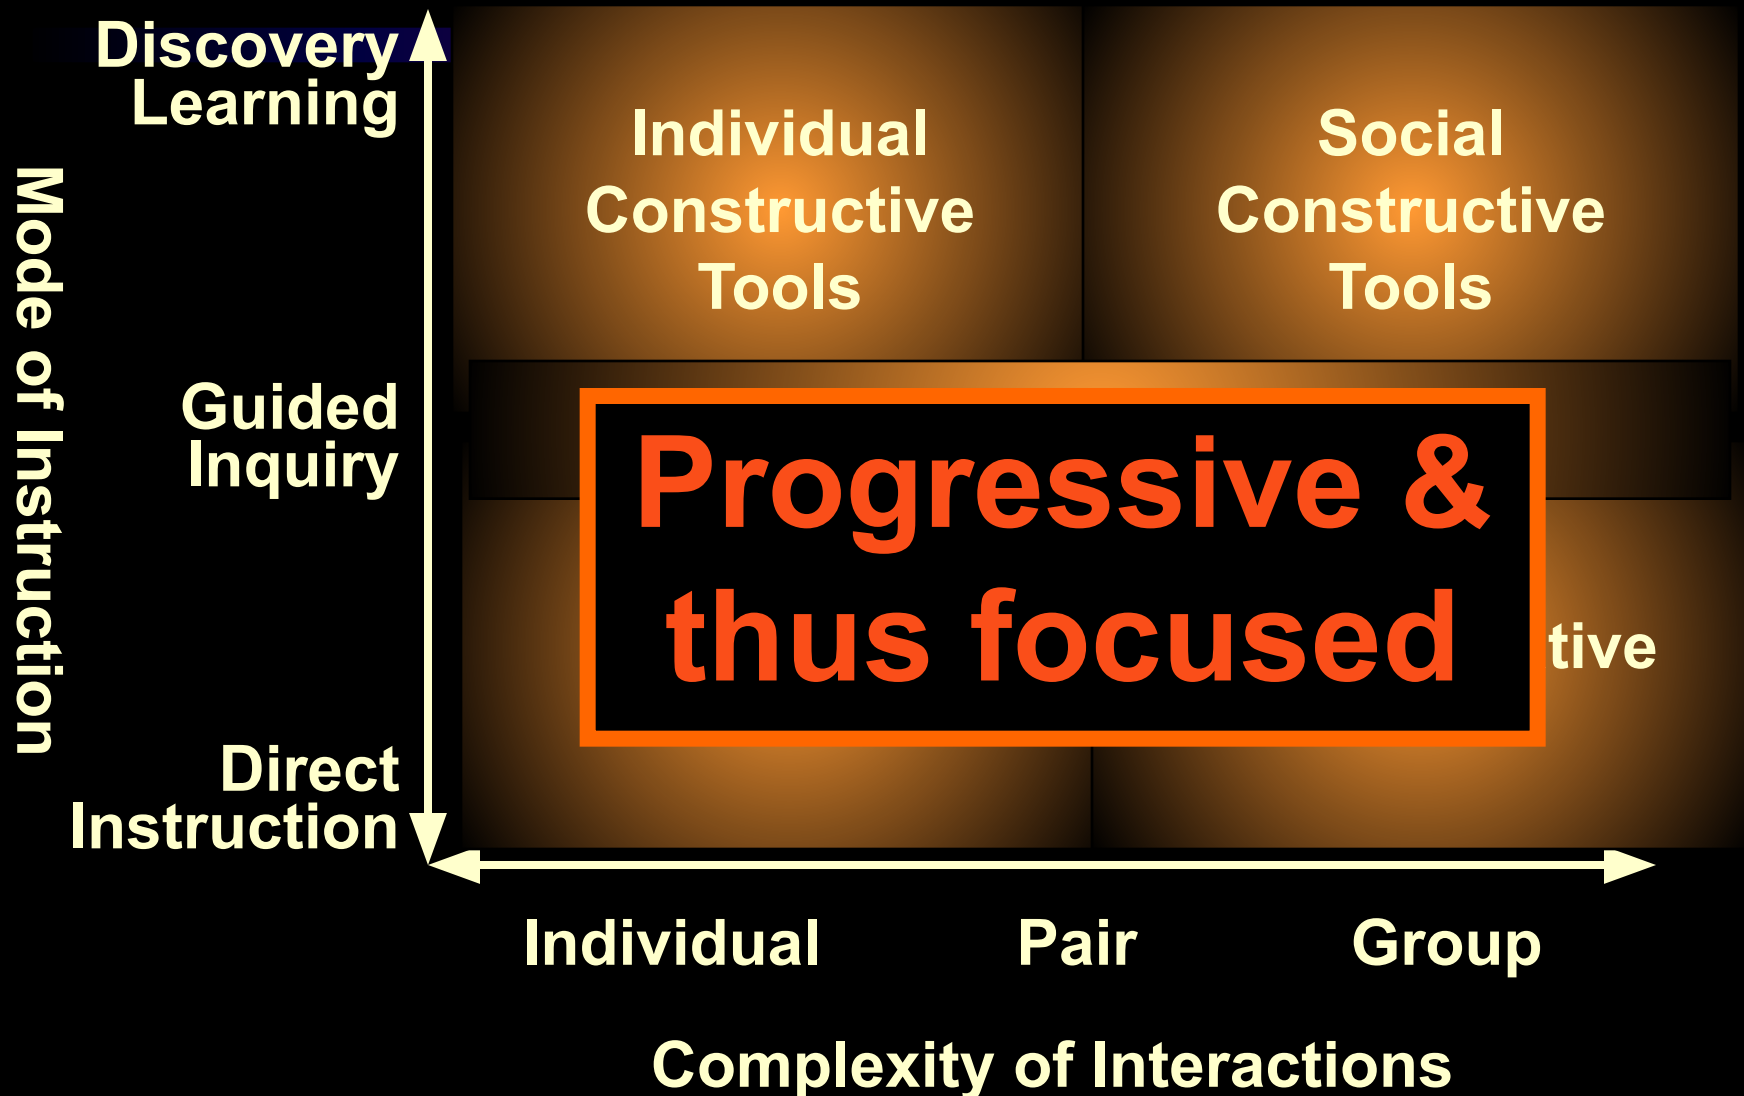 Discovery
Learning
Mode of Instruction
Individual
Constructive
Tools
Social
Constructive
Tools
Guided
Inquiry
Progressive &
thus focused
tive
Direct
Instruction
Individual Pair Group
Complexity of Interactions